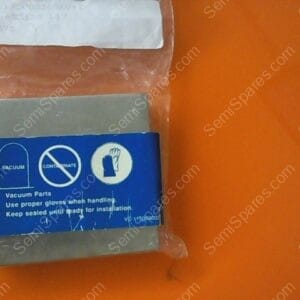 SemiSpares.com
VACUUM
CONTAMINATE
Vacuum Parts
Use proper gloves when handling.
Keep sealed until ready for installation.